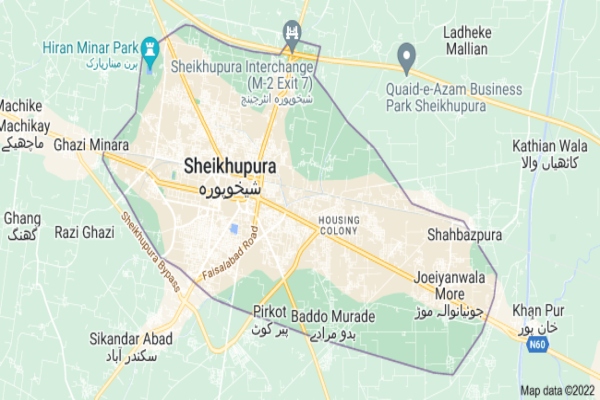 Ladheke
Mallian
Hiran Minar Park
ہرن مینارپارک
Sheikhupura Interchange
(M-2 Exit 7)
شیخوپورہ انٹرچینج
Quaid-e-Azam Business
Park Sheikhupura
Machike
Machikay
ماچھیکے
Ghazi Minara
Kathian Wala
کاٹھیاں والا
Sheikhupura
شیخوپورہ
Ghang
گھنگ
Razi Ghazi
HOUSING
COLONY
Shahbazpura
Sheikhupura Bypass
Faisalabad Road
Joeiyanwala
More
جوئیانوالہ موڑ
Pirkot
پیر کوٹ
Baddo Murade
بدو مرادے
Khan Pur
خان پور
Sikandar Abad
سکندر آباد
N60
Map data ©2022